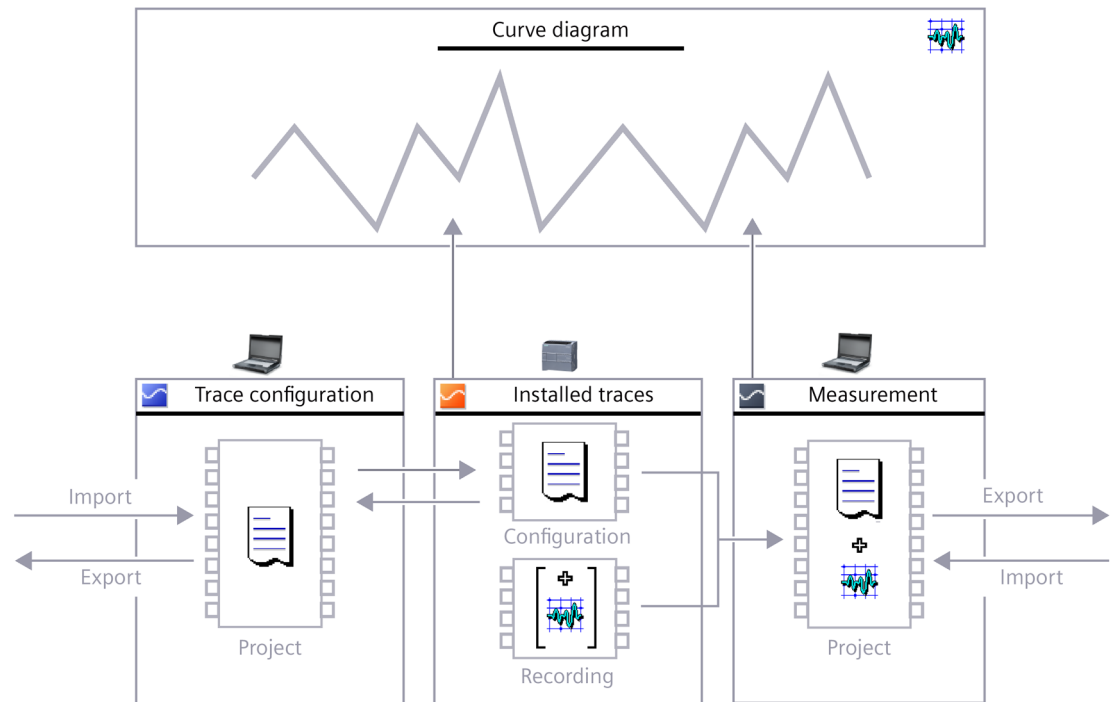 Curve diagram
Trace configuration
Installed traces
Measurement
Import
Export
Project
Configuration
Recording
Export
Import
Project